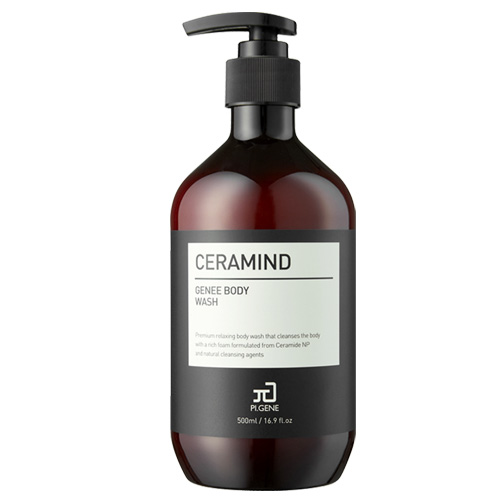 CERAMIND
GENEE BODY
WASH
Premium relaxing body wash that cleanses the body
with a rich foam formulated from Ceramide NP
and natural cleansing agents
PI.GENE
500ml / 16.9 fl.oz